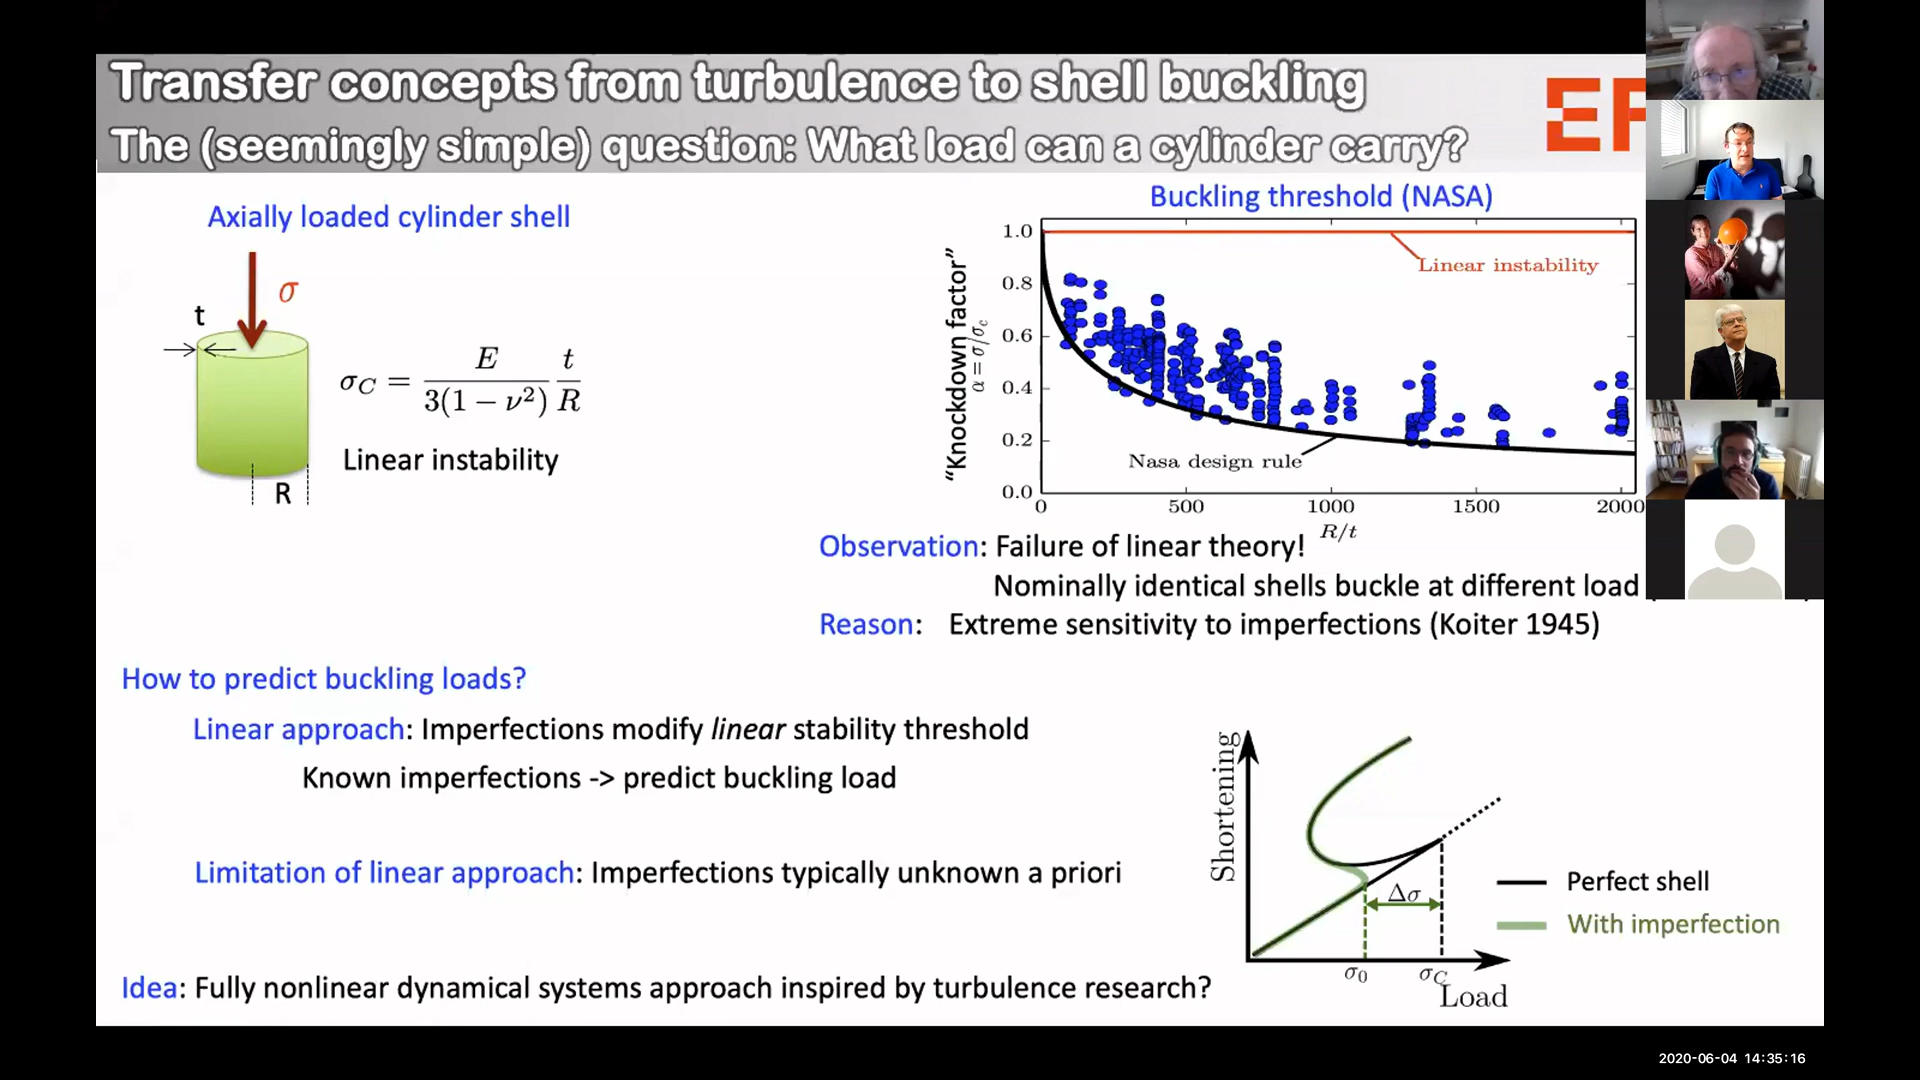 Transfer concepts from turbulence to shell buckling
The (seemingly simple) question: What load can a cylinder carry?
EP
Axially loaded cylinder shell
σ
t
R
σ_C = E / 3(1 − ν²) t / R
Linear instability
Buckling threshold (NASA)
"Knockdown factor"
α = σ/σ_c
1.0
0.8
0.6
0.4
0.2
0.0
Linear instability
Nasa design rule
0 500 1000 1500 2000
R/t
Observation: Failure of linear theory!
Nominally identical shells buckle at different load
Reason: Extreme sensitivity to imperfections (Koiter 1945)
How to predict buckling loads?
Linear approach: Imperfections modify linear stability threshold
Known imperfections -> predict buckling load
Limitation of linear approach: Imperfections typically unknown a priori
Idea: Fully nonlinear dynamical systems approach inspired by turbulence research?
Shortening
Δσ
σ_0 σ_C
Load
Perfect shell
With imperfection
2020-06-04 14:35:16